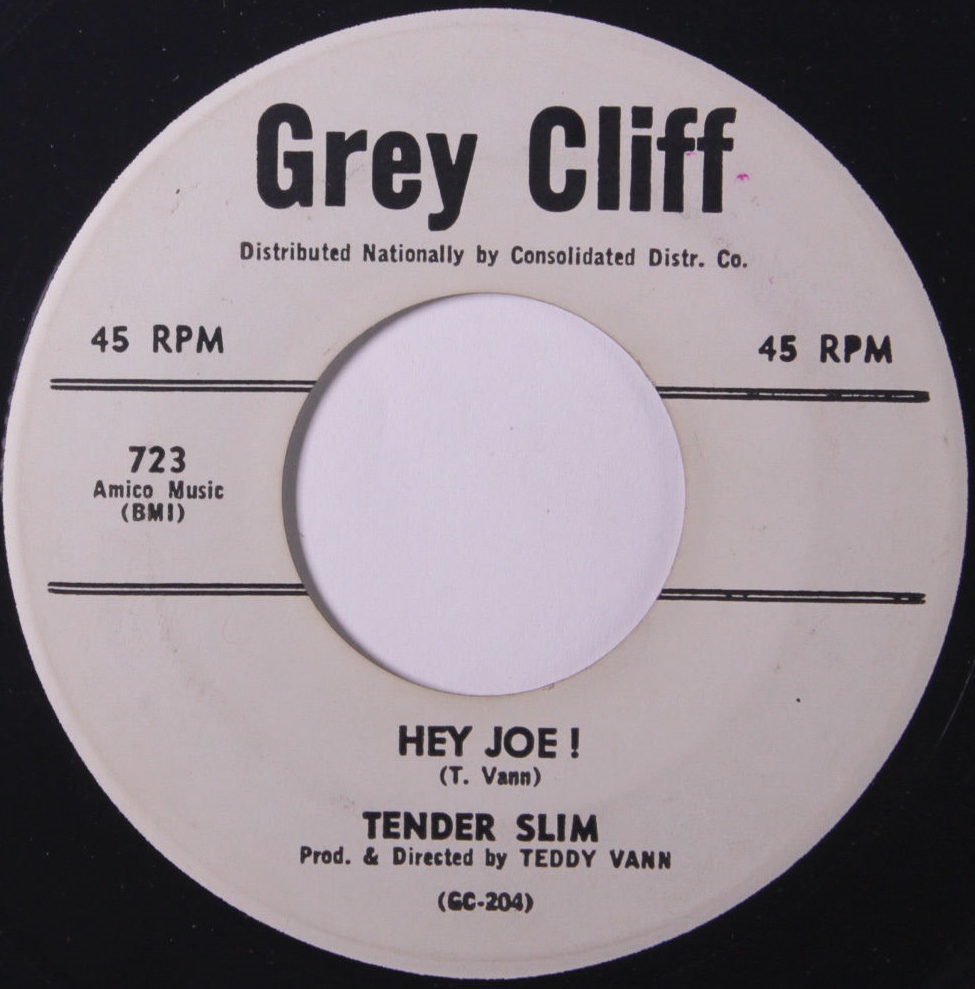 Grey Cliff
Distributed Nationally by Consolidated Distr. Co.
45 RPM
45 RPM
723
Amico Music
(BMI)
HEY JOE !
(T. Vann)
TENDER SLIM
Prod. & Directed by TEDDY VANN
(GC-204)